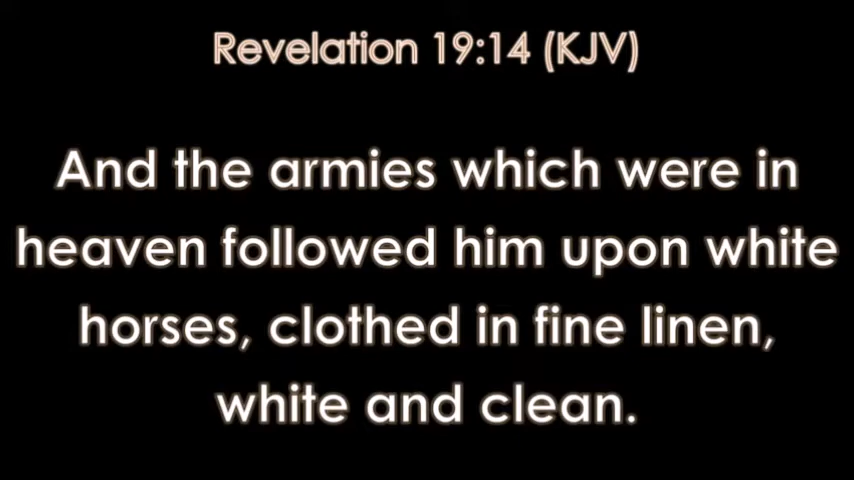 Revelation 19:14 (KJV)
And the armies which were in
heaven followed him upon white
horses, clothed in fine linen,
white and clean.